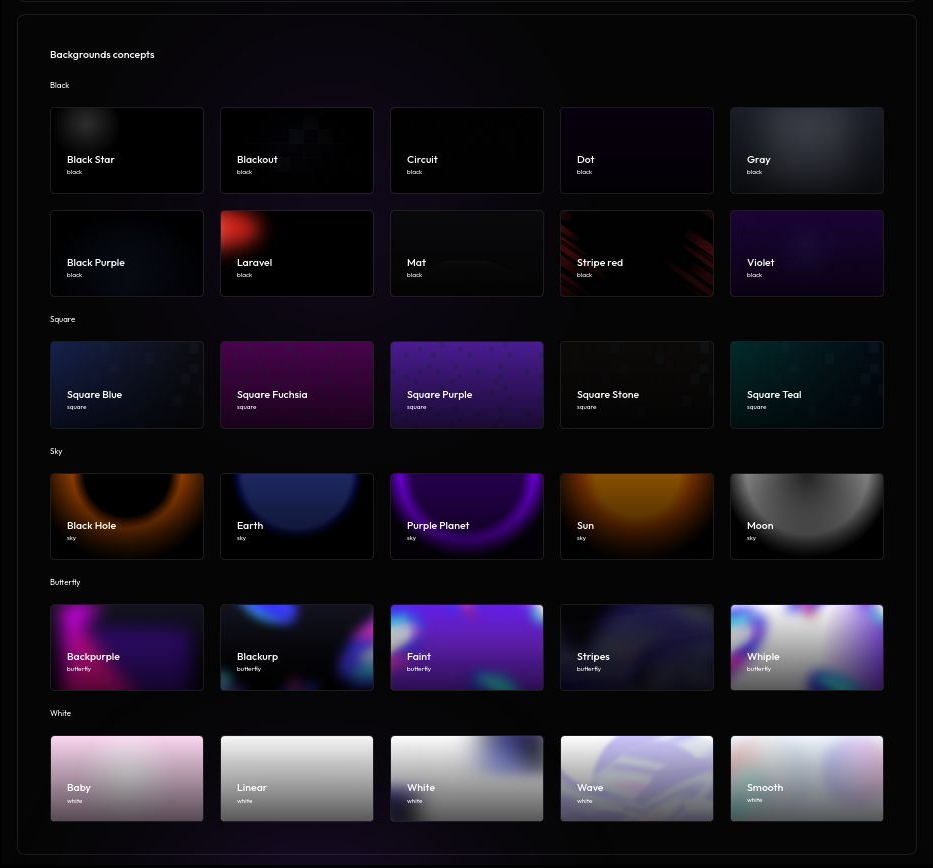 Backgrounds concepts
Black
Black Star
black
Blackout
black
Circuit
black
Dot
black
Gray
black
Black Purple
black
Laravel
black
Mat
black
Stripe red
black
Violet
black
Square
Square Blue
square
Square Fuchsia
square
Square Purple
square
Square Stone
square
Square Teal
square
Sky
Black Hole
sky
Earth
sky
Purple Planet
sky
Sun
sky
Moon
sky
Butterfly
Backpurple
butterfly
Blackurp
butterfly
Faint
butterfly
Stripes
butterfly
Whiple
butterfly
White
Baby
white
Linear
white
White
white
Wave
white
Smooth
white